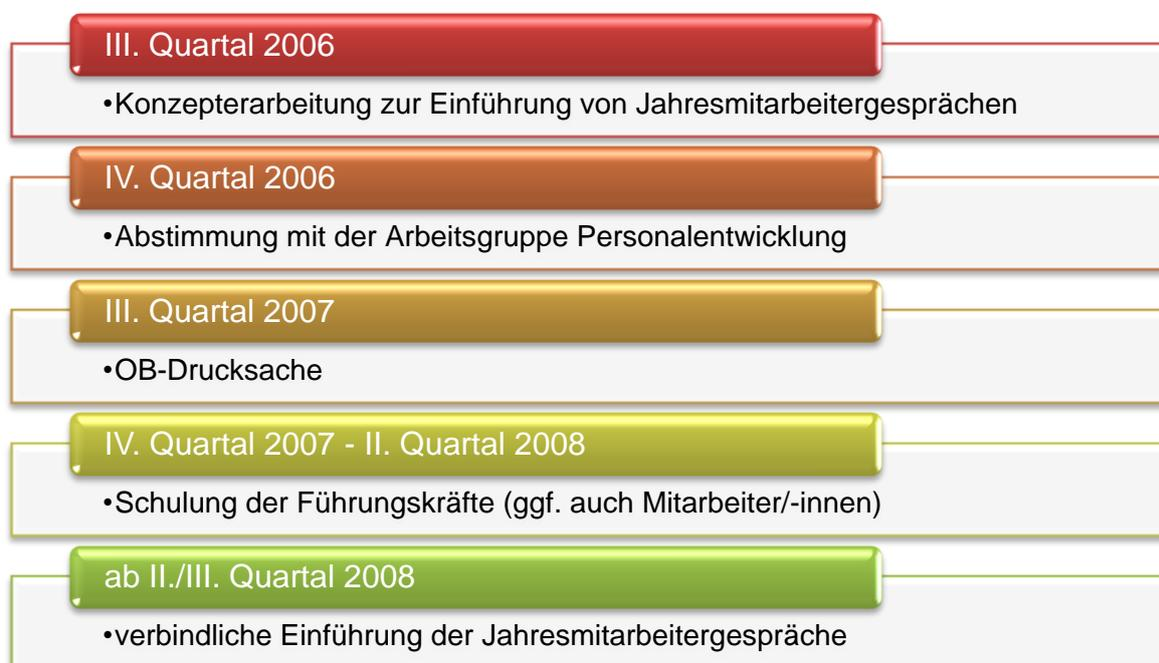 III. Quartal 2006
•Konzepterarbeitung zur Einführung von Jahresmitarbeitergesprächen
IV. Quartal 2006
•Abstimmung mit der Arbeitsgruppe Personalentwicklung
III. Quartal 2007
•OB-Drucksache
IV. Quartal 2007 - II. Quartal 2008
•Schulung der Führungskräfte (ggf. auch Mitarbeiter/-innen)
ab II./III. Quartal 2008
•verbindliche Einführung der Jahresmitarbeitergespräche